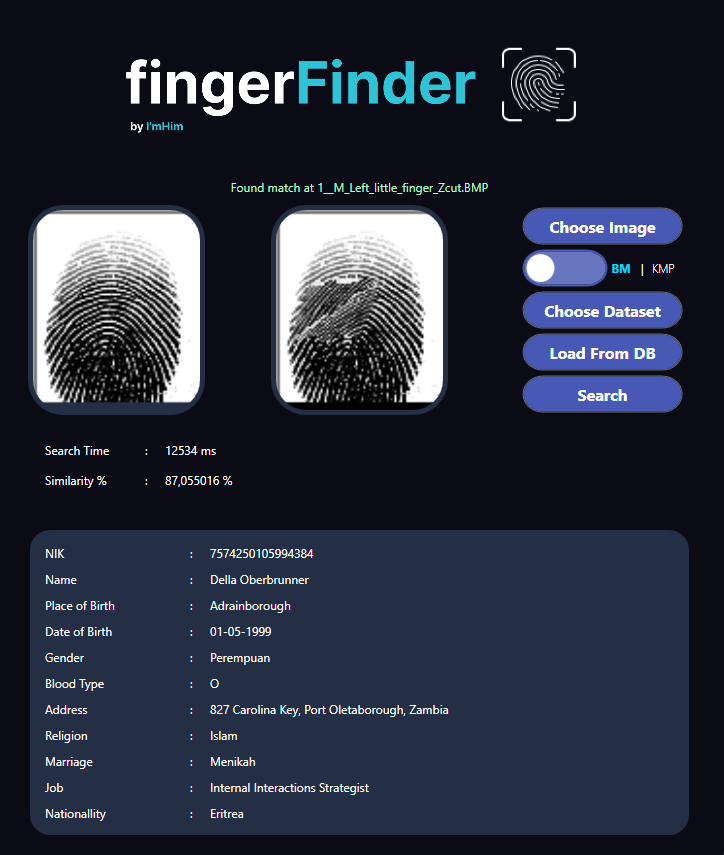 fingerFinder
by I'mHim
Found match at 1__M_Left_little_finger_Zcut.BMP
Choose Image
BM | KMP
Choose Dataset
Load From DB
Search
Search Time : 12534 ms
Similarity % : 87,055016 %
NIK : 7574250105994384
Name : Della Oberbrunner
Place of Birth : Adrainborough
Date of Birth : 01-05-1999
Gender : Perempuan
Blood Type : O
Address : 827 Carolina Key, Port Oletaborough, Zambia
Religion : Islam
Marriage : Menikah
Job : Internal Interactions Strategist
Nationallity : Eritrea